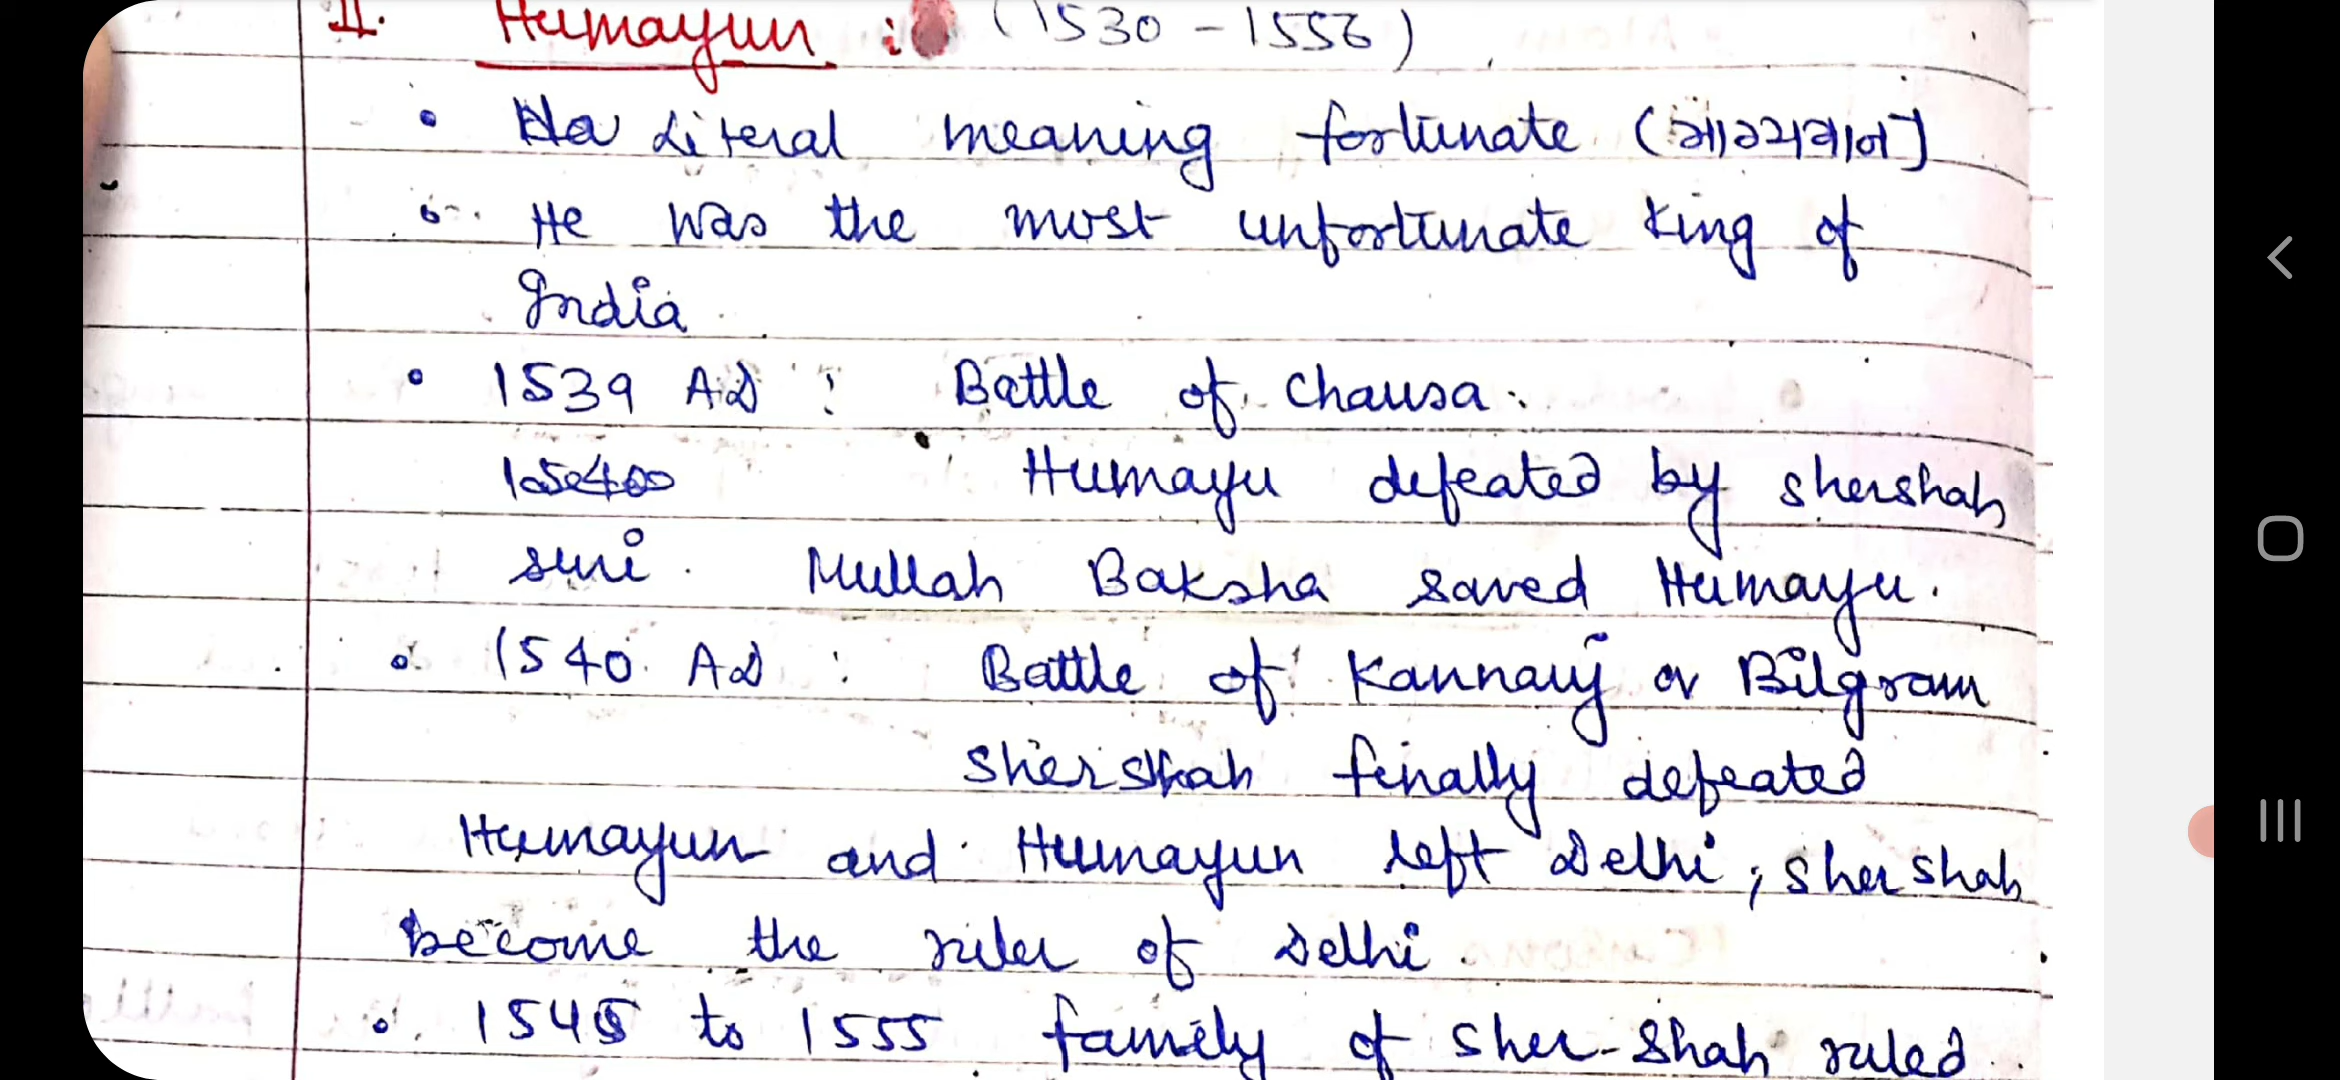 II. Humayun : (1530 - 1556)
• Literal meaning fortunate (भाग्यवान]
• He was the most unfortunate King of
India
• 1539 AD : Battle of Chausa.
Humayu defeated by shershah
suri. Mullah Baksha saved Humayu.
• 1540 AD : Battle of Kannauj or Bilgram
Shershah finally defeated
Humayun and Humayun left Delhi, Sher Shah
become the ruler of Delhi.
• 1545 to 1555 family of Sher-Shah ruled